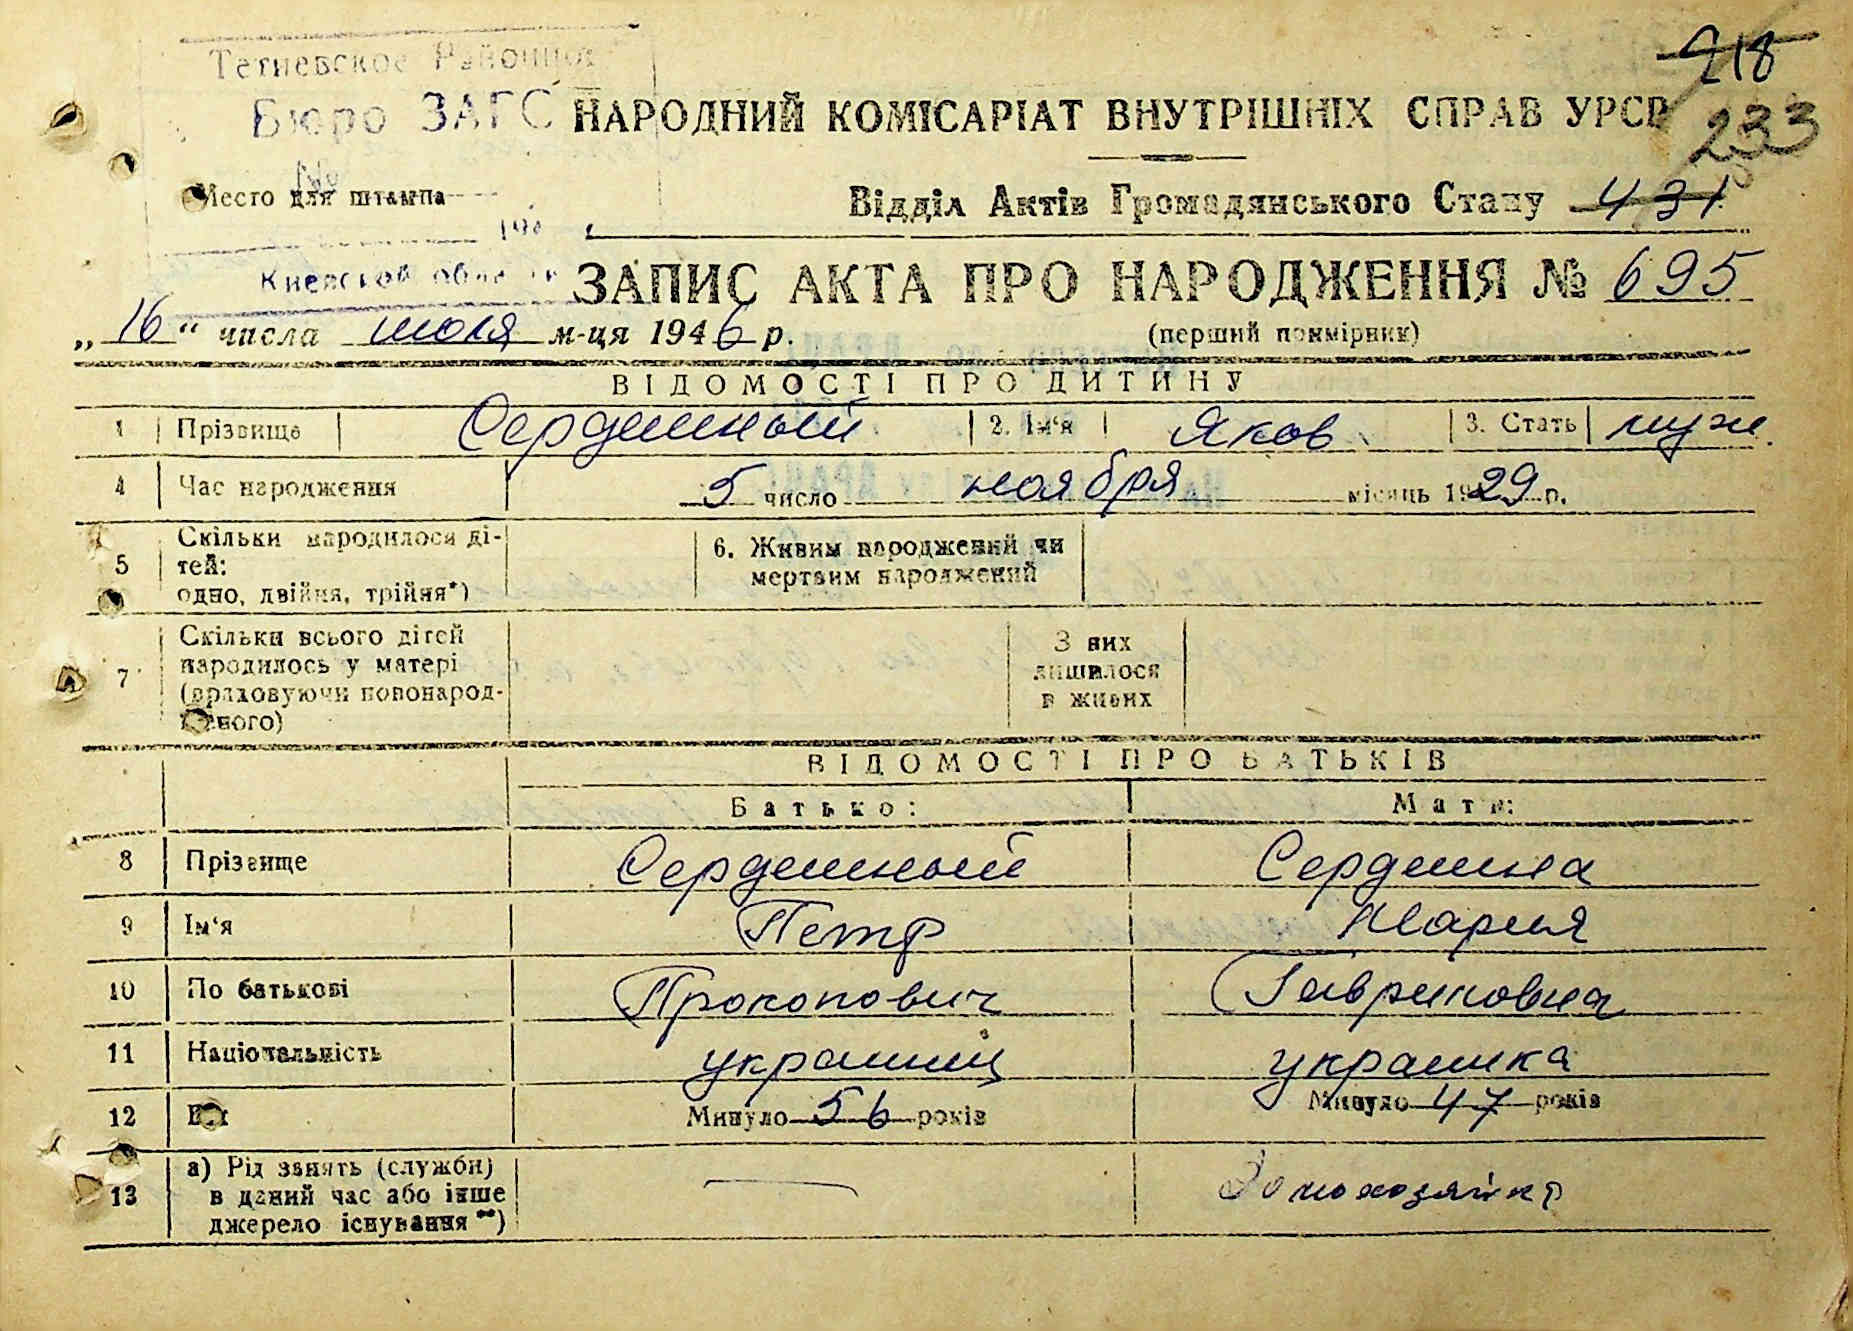 218
Тетиевское Районное
Бюро ЗАГС
НАРОДНИЙ КОМІСАРІАТ ВНУТРІШНІХ СПРАВ УРСР
233
Место для штампа
Відділ Актів Громадянського Стану 431
Киевской области
ЗАПИС АКТА ПРО НАРОДЖЕННЯ № 695
„16“ числа июля м-ця 1946 р.
(перший примірник)
ВІДОМОСТІ ПРО ДИТИНУ
1 Прізвище Сердешный 2. Ім'я Яков 3. Стать муж.
4 Час народження 5 число ноября місяць 1929 р.
5 Скільки народилося дітей: одно, двійня, трійня*) 6. Живим народжений чи мертвим народжений
7 Скільки всього дітей народилось у матері (враховуючи новонародженого) З них лишилося в живих
ВІДОМОСТІ ПРО БАТЬКІВ
Батько: Мати:
8 Прізвище Сердешный Сердешна
9 Ім'я Петр Мария
10 По батькові Прокопович Гавриловна
11 Національність украинец украинка
12 Вік Минуло 56 років Минуло 47 років
13 а) Рід занять (служби) в даний час або інше джерело існування**) — Домохозяйка